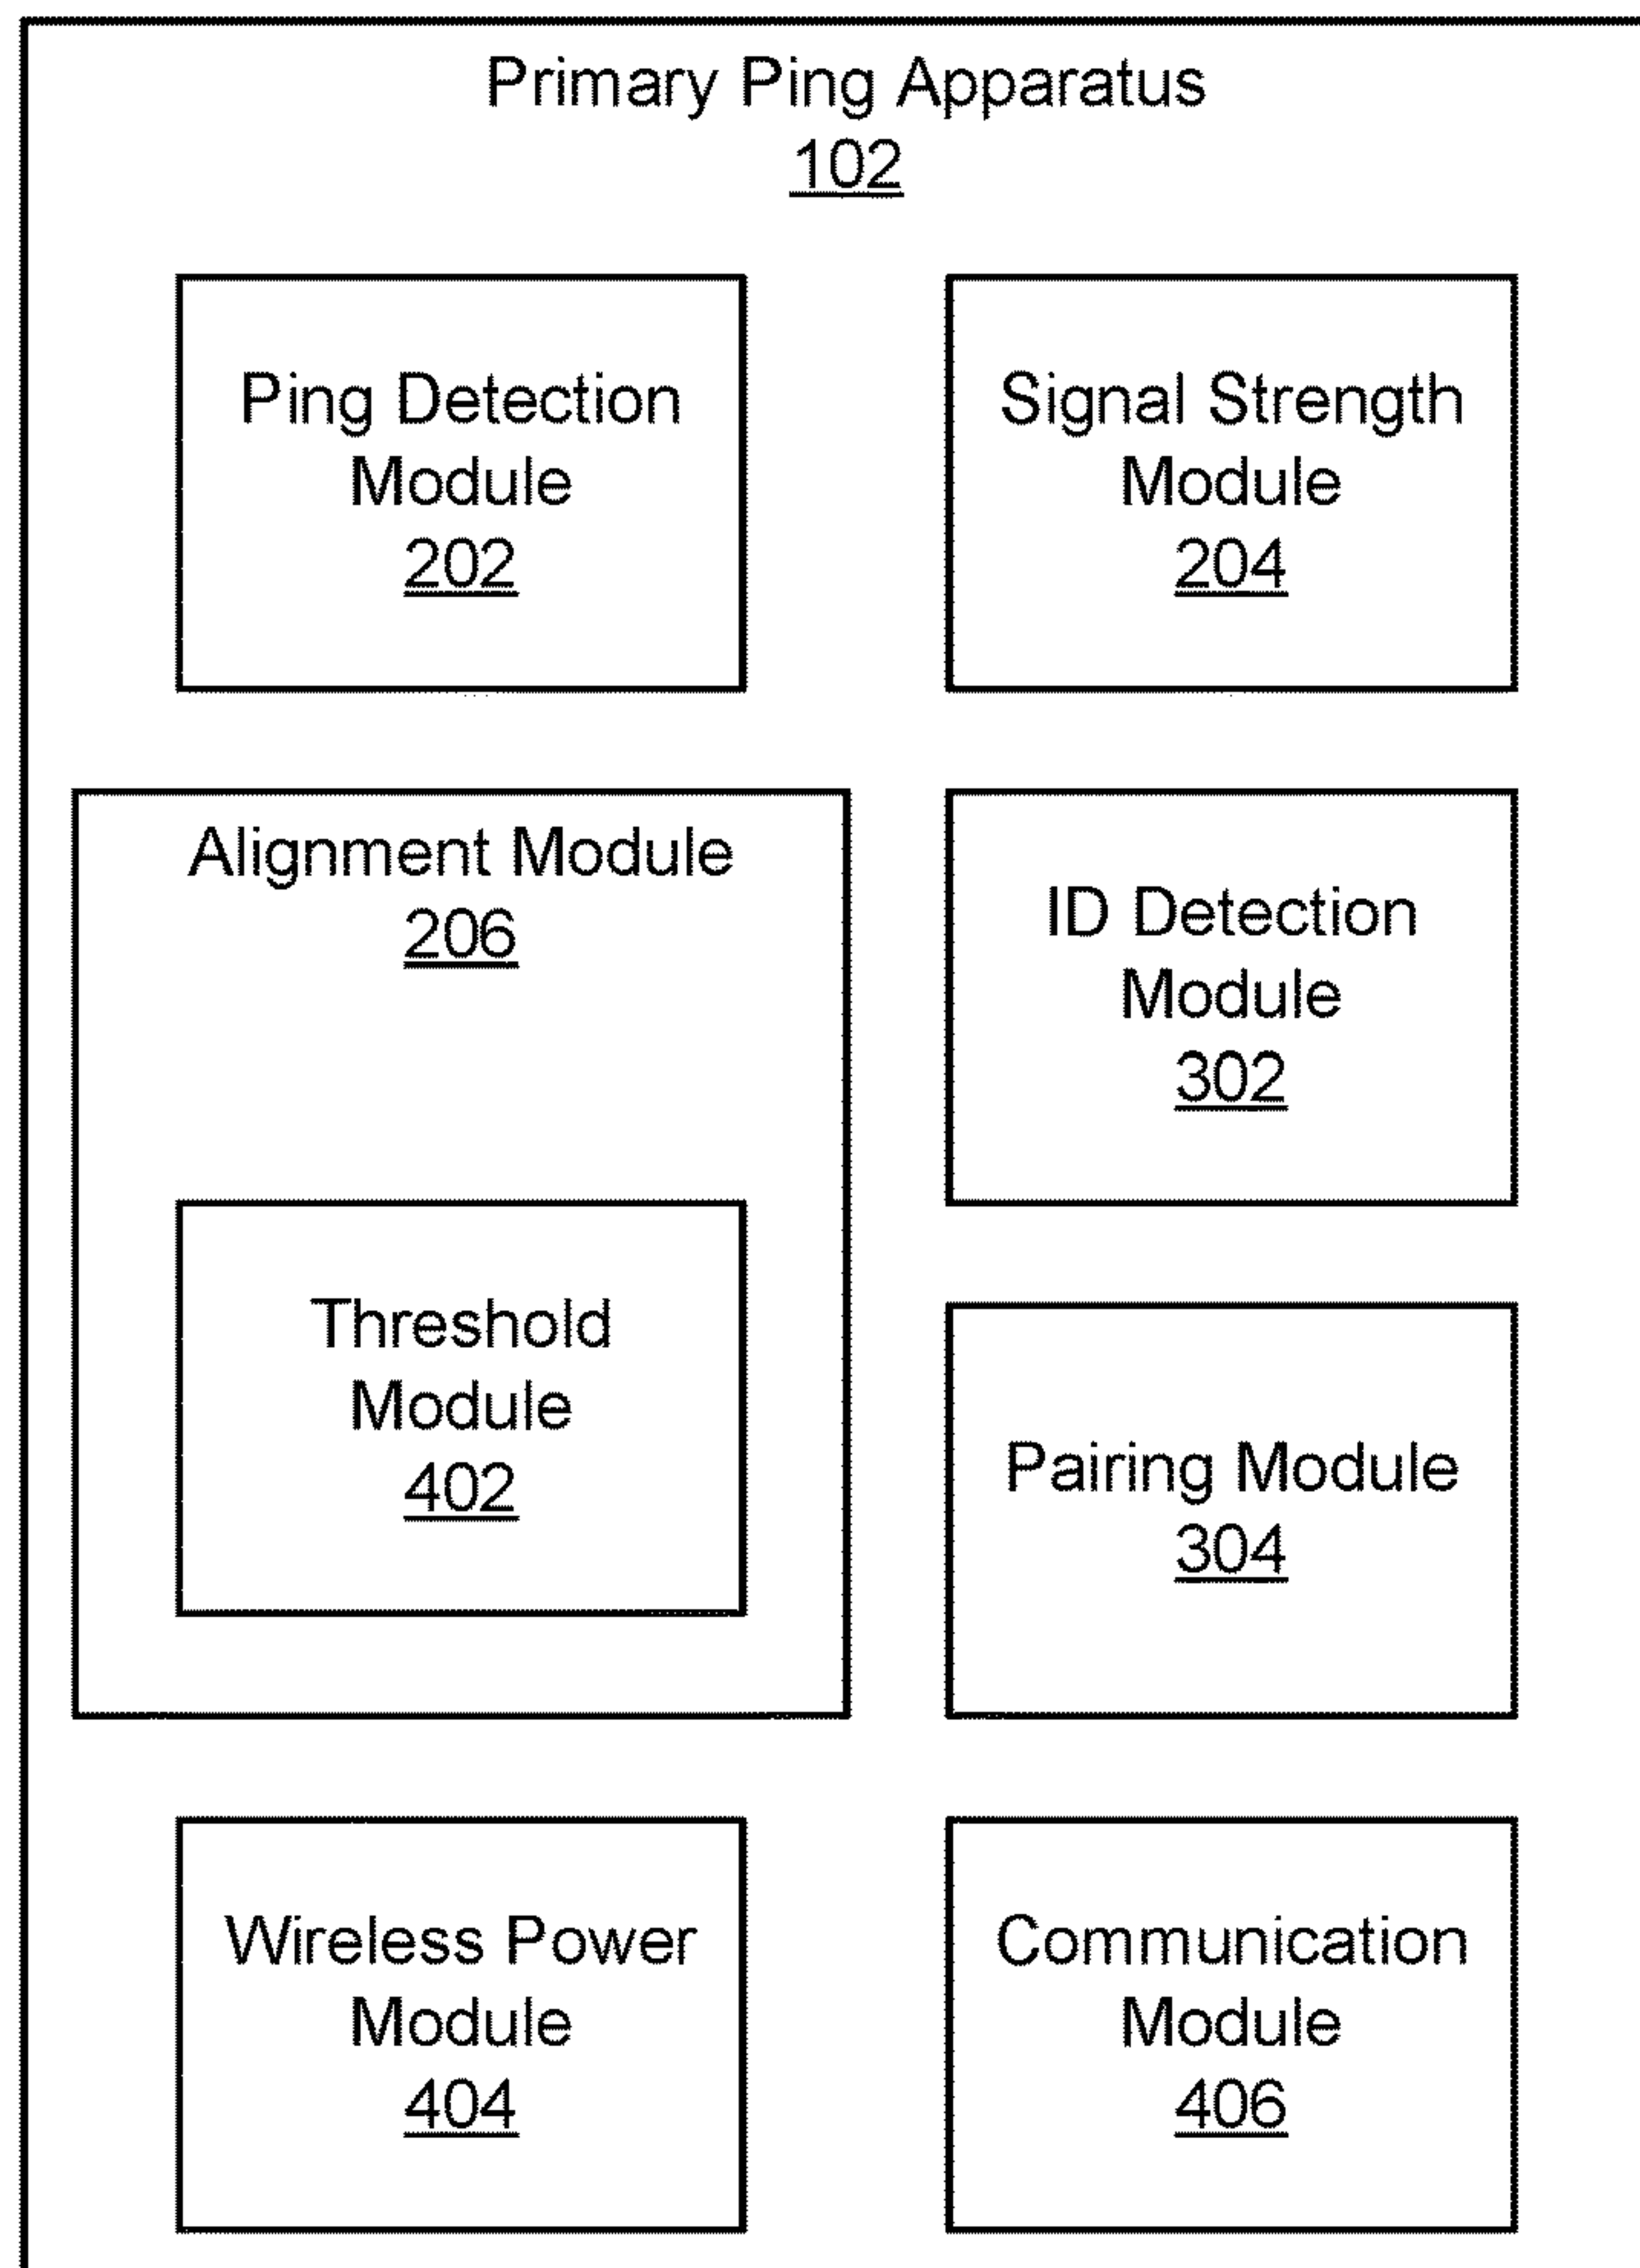 Primary Ping Apparatus
102
Ping Detection
Module
202
Signal Strength
Module
204
Alignment Module
206
Threshold
Module
402
ID Detection
Module
302
Pairing Module
304
Wireless Power
Module
404
Communication
Module
406